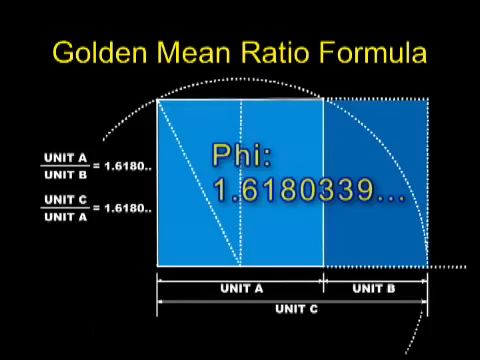 Golden Mean Ratio Formula
Phi:
1.6180339...
UNIT A
UNIT B
= 1.6180..
UNIT C
UNIT A
= 1.6180..
UNIT A
UNIT B
UNIT C